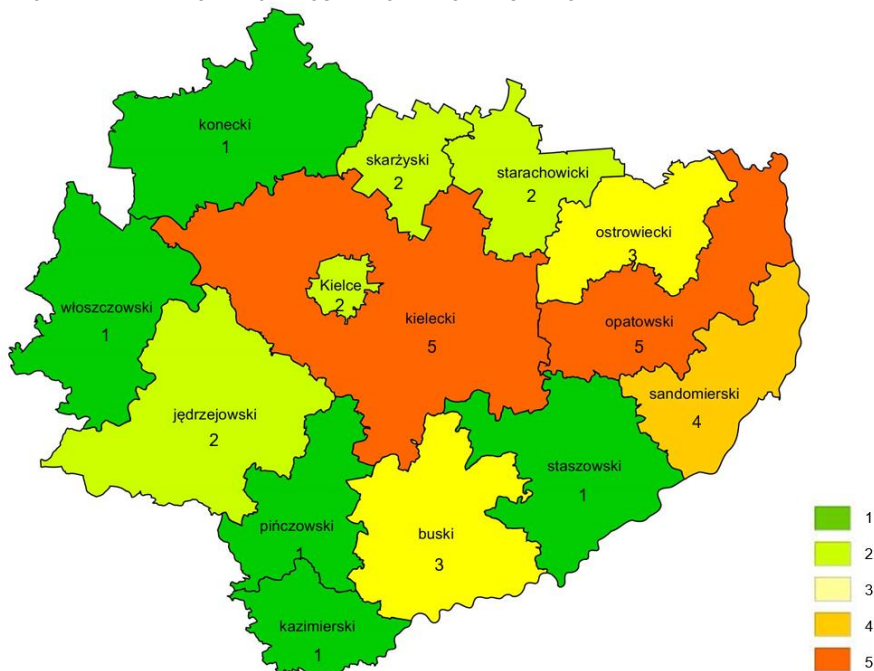 konecki
1
skarżyski
2
starachowicki
2
ostrowiecki
3
włoszczowski
1
Kielce
2
kielecki
5
opatowski
5
sandomierski
4
jędrzejowski
2
staszowski
1
pińczowski
1
buski
3
kazimierski
1
1
2
3
4
5